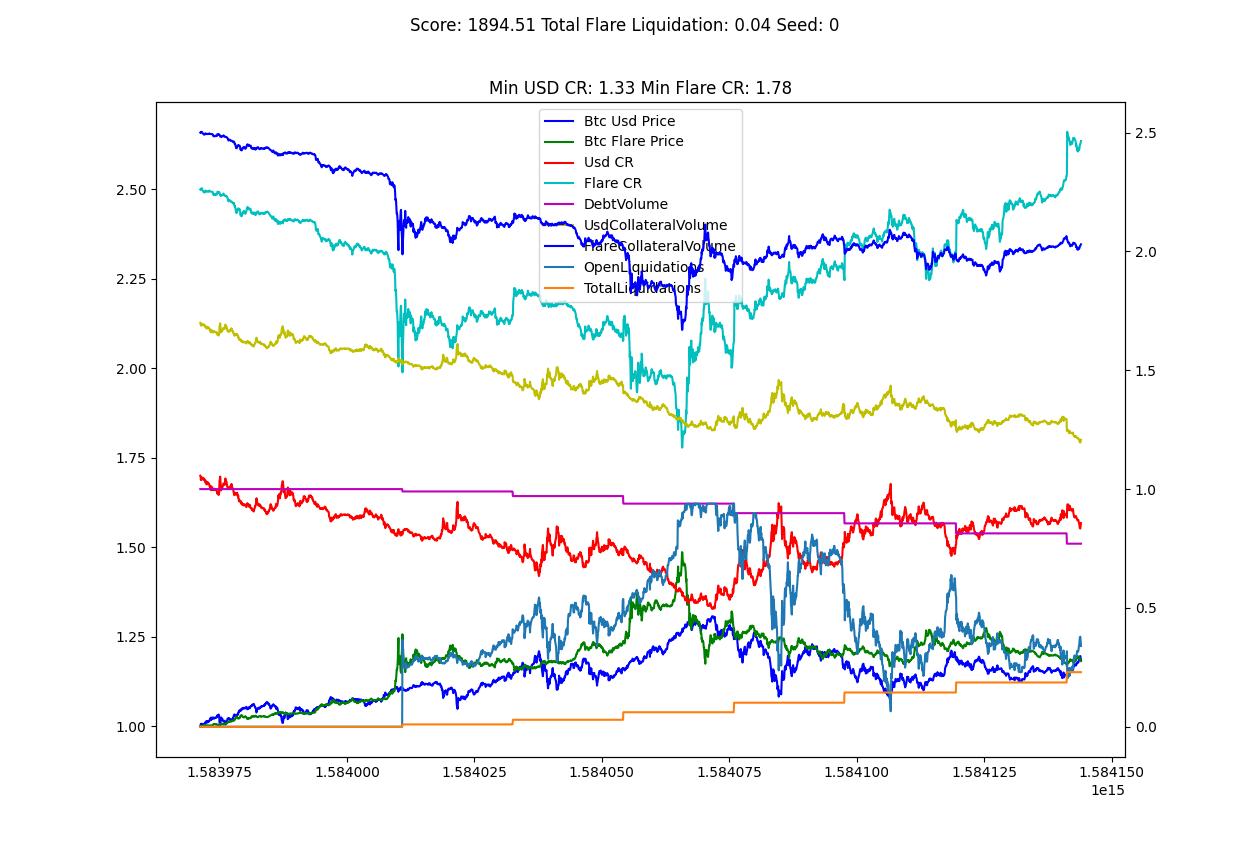 Score: 1894.51 Total Flare Liquidation: 0.04 Seed: 0
Min USD CR: 1.33 Min Flare CR: 1.78
Btc Usd Price
Btc Flare Price
Usd CR
Flare CR
DebtVolume
UsdCollateralVolume
FlareCollateralVolume
OpenLiquidations
TotalLiquidations
2.50
2.25
2.00
1.75
1.50
1.25
1.00
2.5
2.0
1.5
1.0
0.5
0.0
1.583975
1.584000
1.584025
1.584050
1.584075
1.584100
1.584125
1.584150
1e15